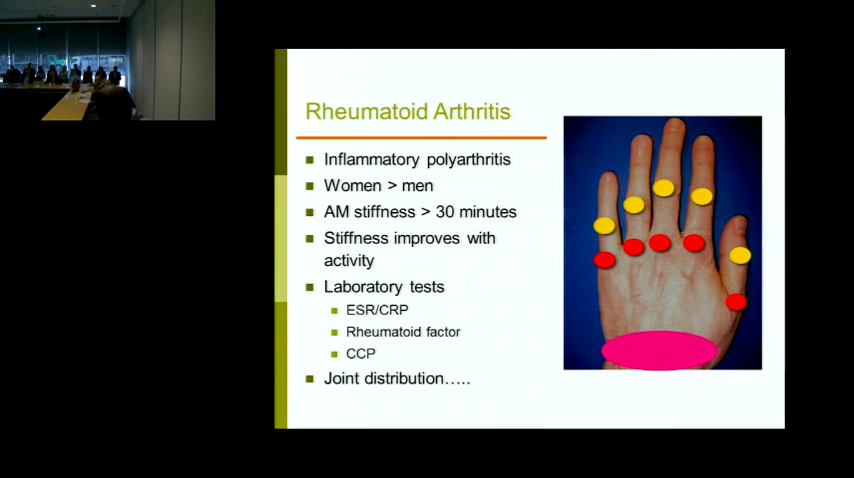 Rheumatoid Arthritis
Inflammatory polyarthritis
Women > men
AM stiffness > 30 minutes
Stiffness improves with
activity
Laboratory tests
ESR/CRP
Rheumatoid factor
CCP
Joint distribution…..